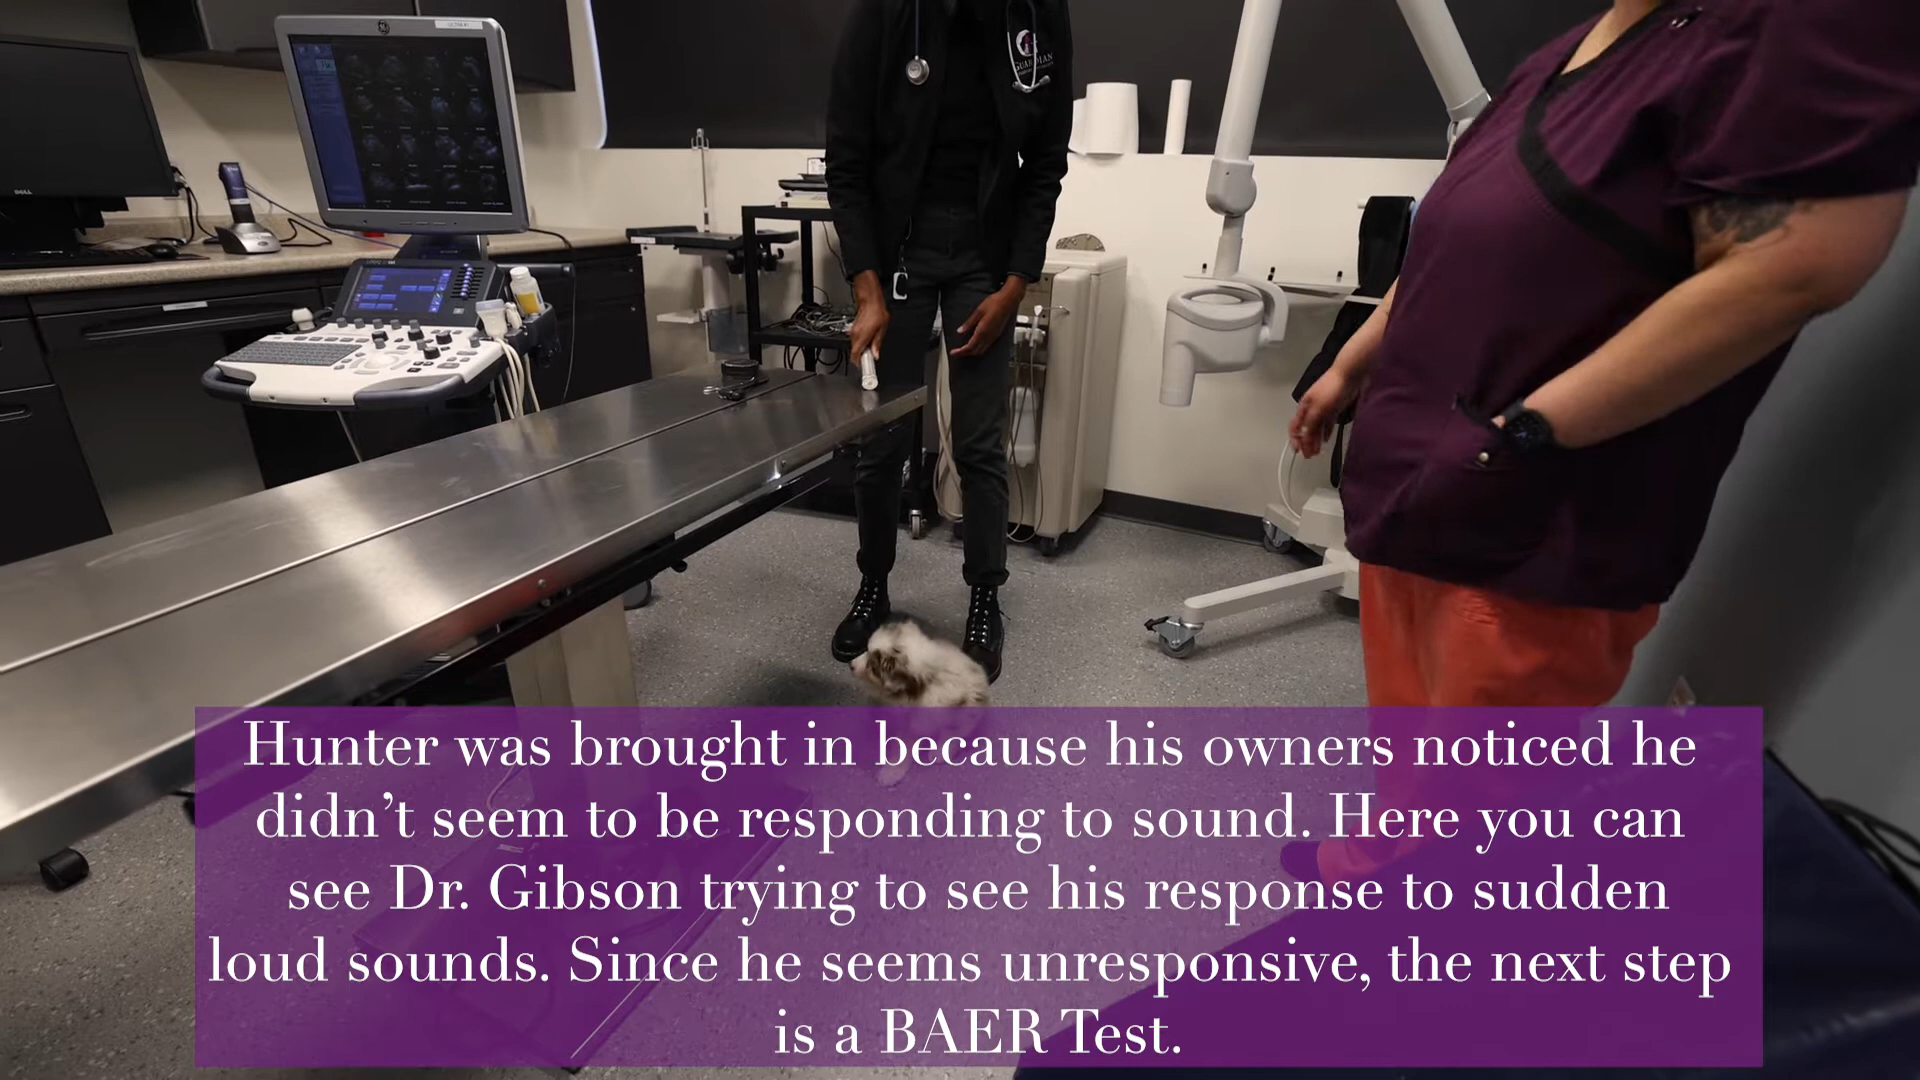 DELL
GUARDIAN
Hunter was brought in because his owners noticed he
didn’t seem to be responding to sound. Here you can
see Dr. Gibson trying to see his response to sudden
loud sounds. Since he seems unresponsive, the next step
is a BAER Test.